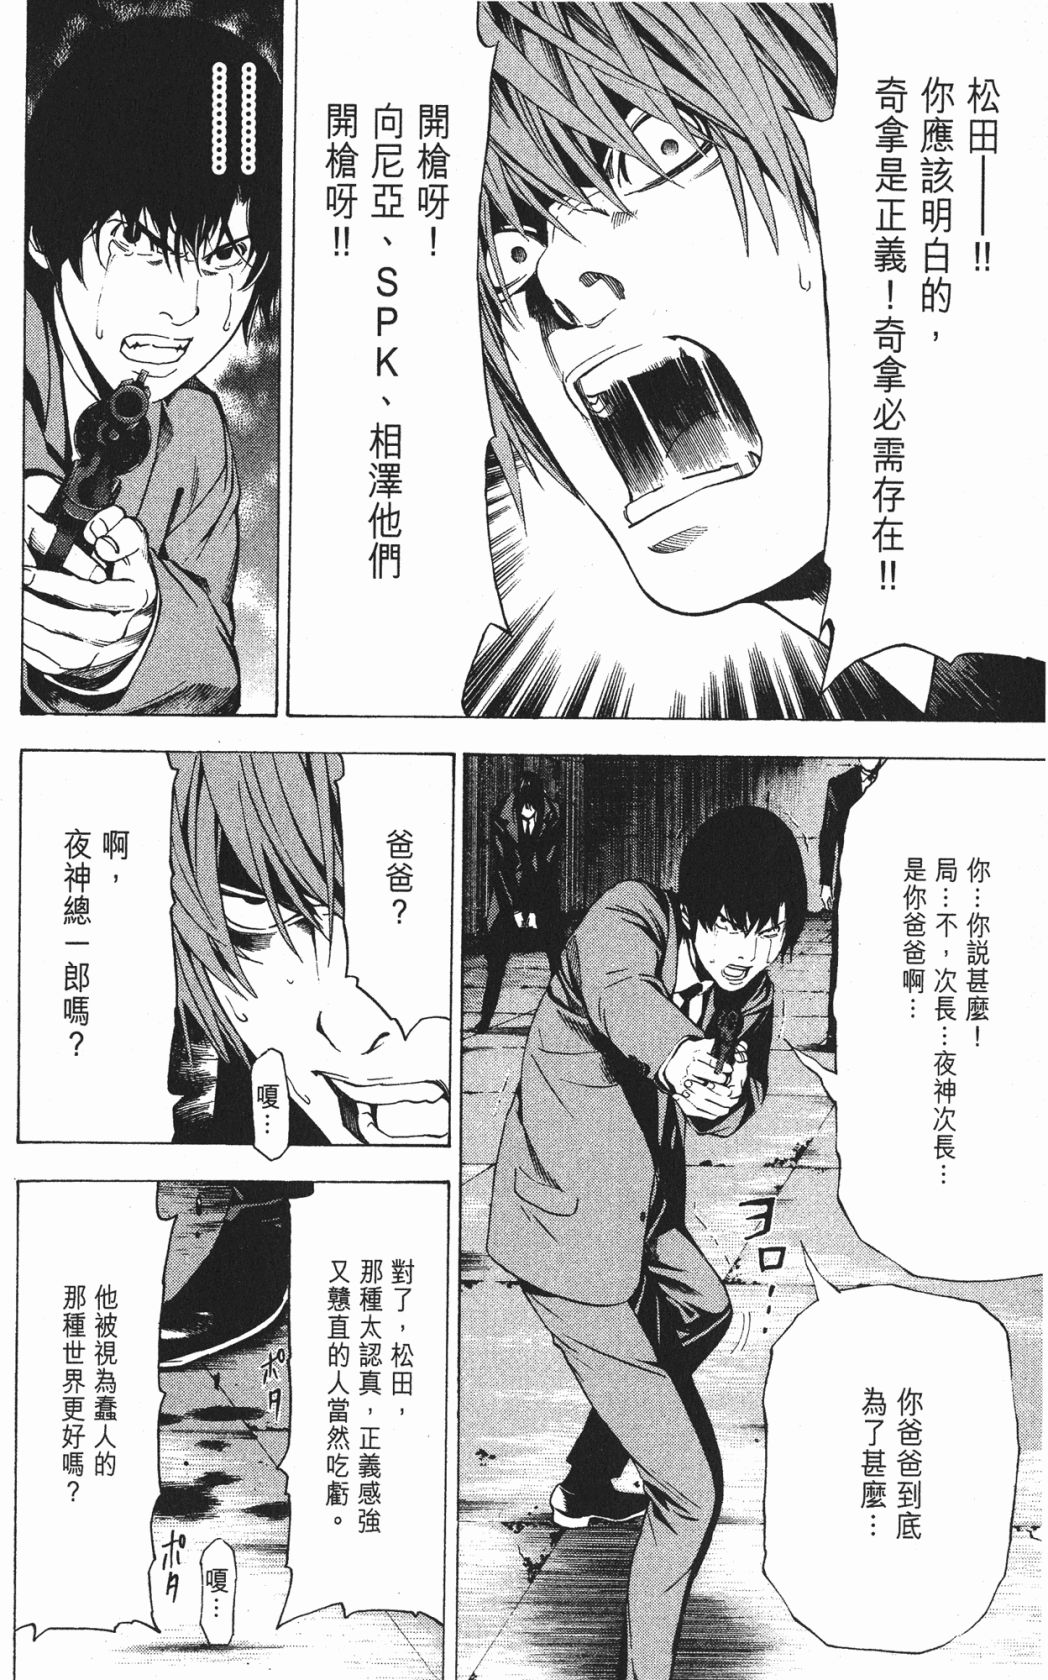 松田——!!
你應該明白的，
奇拿是正義！奇拿必需存在!!
開槍呀！
向尼亞、SPK、相澤他們
開槍呀!!
………
………
你…你說甚麼！
局…不，次長…夜神次長…
是你爸爸啊…
ヨロ…
你爸爸到底
為了甚麼…
爸爸？
啊，
夜神總一郎嗎？
嗄…
對了，松田，
那種太認真，正義感強
又戇直的人當然吃虧。
他被視為蠢人的
那種世界更好嗎？
ポタ
ポタ
嗄…